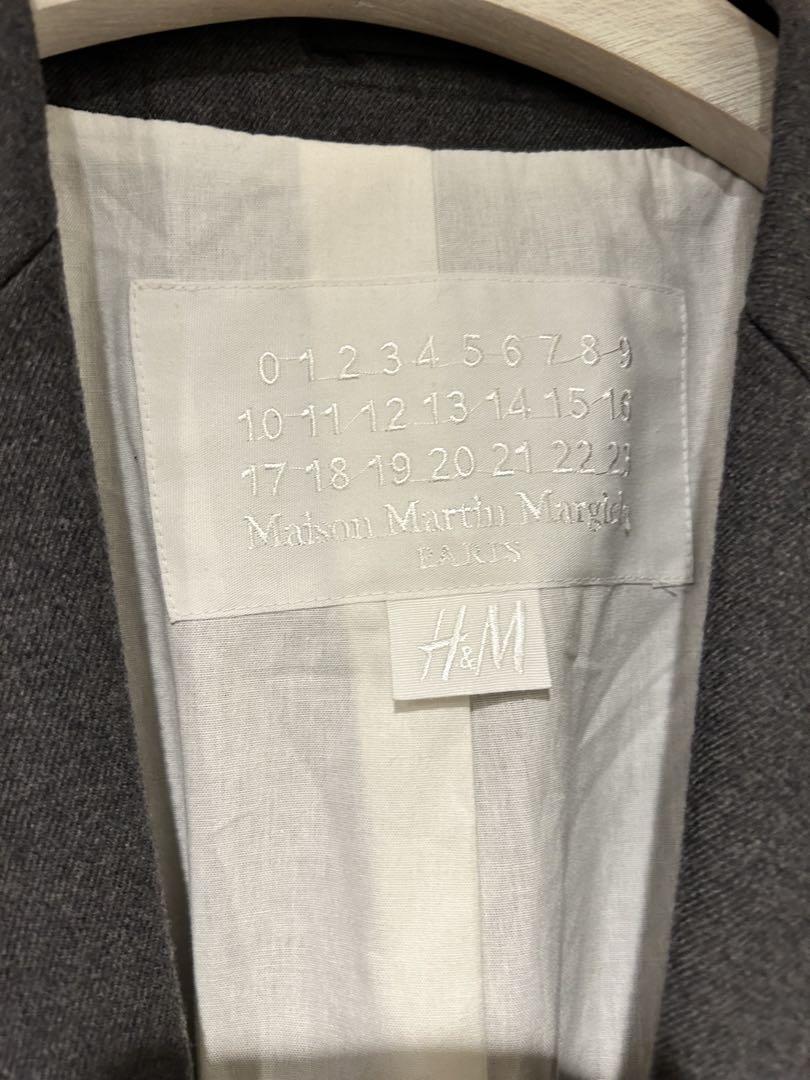 0 1 2 3 4 5 6 7 8 9
10 11 12 13 14 15 16
17 18 19 20 21 22 23
Maison Martin Margiela
PARIS
H&M